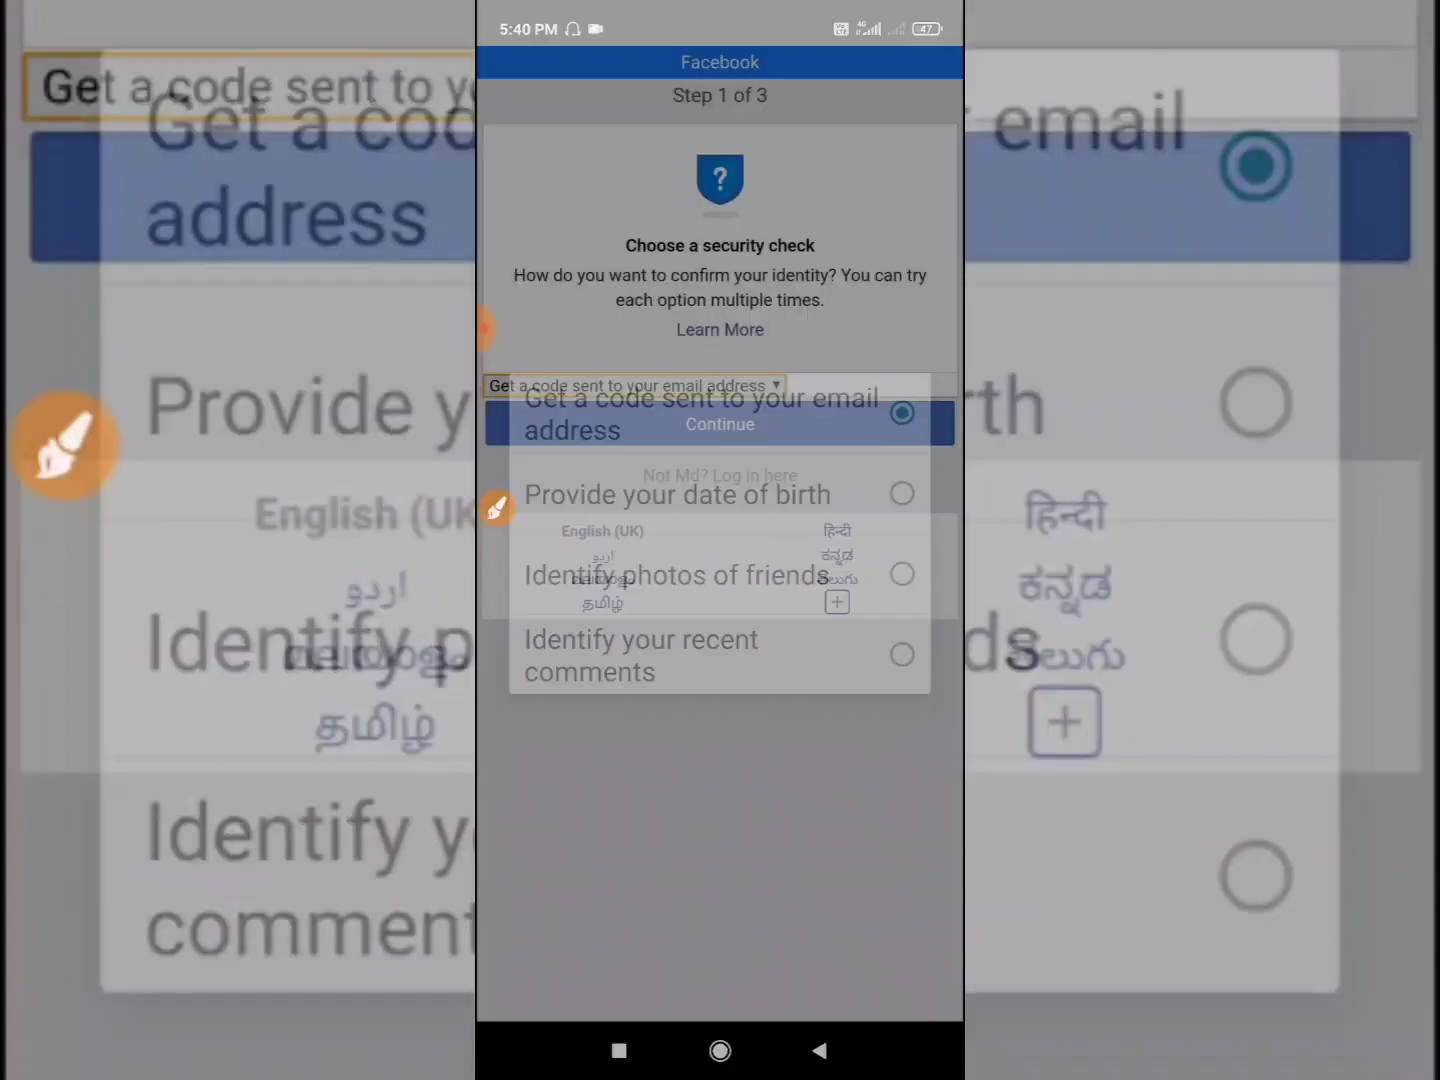 5:40 PM
4G
47
Facebook
Step 1 of 3
?
Choose a security check
How do you want to confirm your identity? You can try
each option multiple times.
Learn More
Get a code sent to your email address ▼
Get a code sent to your email
address
Continue
Not Md? Log in here
Provide your date of birth
English (UK)
हिन्दी
اردو
ಕನ್ನಡ
Identify photos of friends
മലയാളം
తెలుగు
தமிழ்
+
Identify your recent
comments